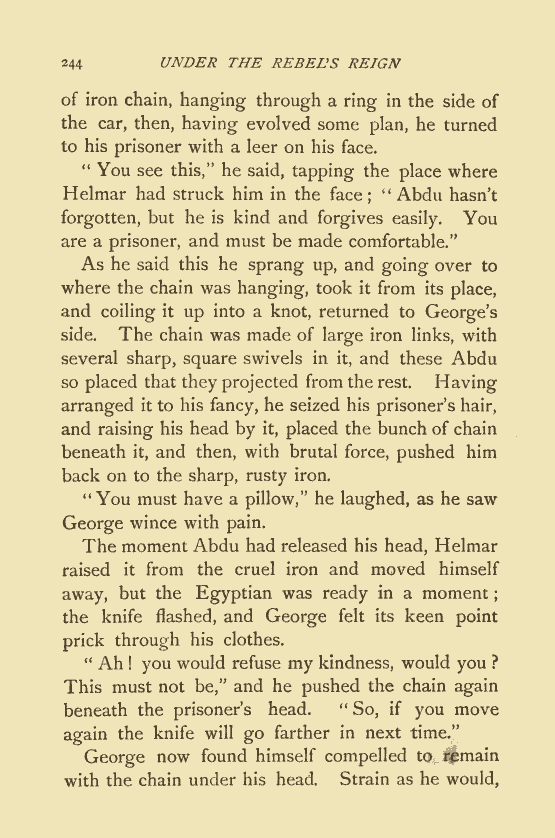 244 UNDER THE REBEL'S REIGN
of iron chain, hanging through a ring in the side of
the car, then, having evolved some plan, he turned
to his prisoner with a leer on his face.
“ You see this,” he said, tapping the place where
Helmar had struck him in the face ; “ Abdu hasn't
forgotten, but he is kind and forgives easily. You
are a prisoner, and must be made comfortable.”
As he said this he sprang up, and going over to
where the chain was hanging, took it from its place,
and coiling it up into a knot, returned to George's
side. The chain was made of large iron links, with
several sharp, square swivels in it, and these Abdu
so placed that they projected from the rest. Having
arranged it to his fancy, he seized his prisoner's hair,
and raising his head by it, placed the bunch of chain
beneath it, and then, with brutal force, pushed him
back on to the sharp, rusty iron.
“ You must have a pillow,” he laughed, as he saw
George wince with pain.
The moment Abdu had released his head, Helmar
raised it from the cruel iron and moved himself
away, but the Egyptian was ready in a moment ;
the knife flashed, and George felt its keen point
prick through his clothes.
“ Ah ! you would refuse my kindness, would you ?
This must not be,” and he pushed the chain again
beneath the prisoner's head. “ So, if you move
again the knife will go farther in next time.”
George now found himself compelled to remain
with the chain under his head. Strain as he would,